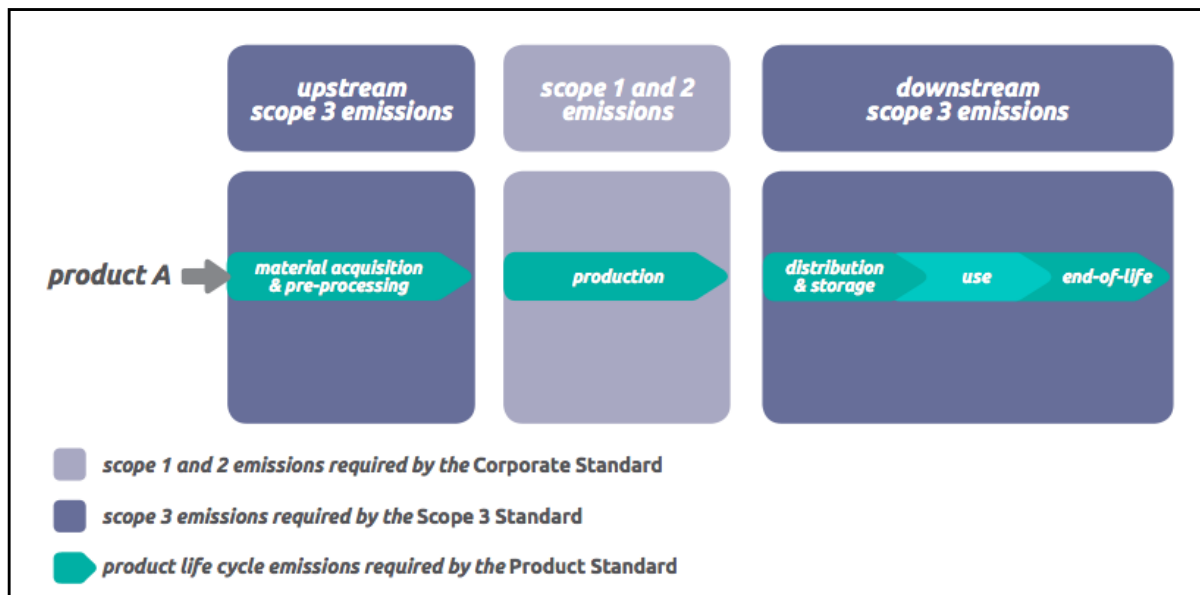 upstream
scope 3 emissions
scope 1 and 2
emissions
downstream
scope 3 emissions
product A
material acquisition
& pre-processing
production
distribution
& storage
use
end-of-life
scope 1 and 2 emissions required by the Corporate Standard
scope 3 emissions required by the Scope 3 Standard
product life cycle emissions required by the Product Standard